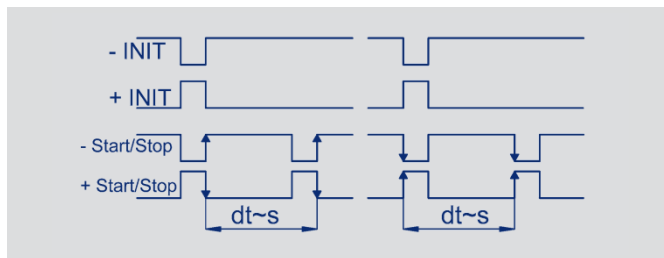 - INIT
+ INIT
- Start/Stop
+ Start/Stop
dt~s dt~s